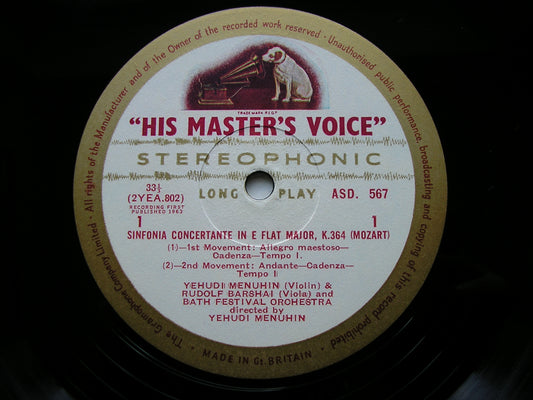 All rights of the Manufacturer and of the Owner of the recorded work reserved · Unauthorised public performance, broadcasting and copying of this record prohibited
TRADE MARK REGD
"HIS MASTER'S VOICE"
STEREOPHONIC
33⅓ LONG PLAY ASD. 567
(2YEA.802)
RECORDING FIRST
PUBLISHED 1963
1 1
SINFONIA CONCERTANTE IN E FLAT MAJOR, K.364 (MOZART)
(1)—1st Movement: Allegro maestoso—
Cadenza—Tempo I.
(2)—2nd Movement: Andante—Cadenza—
Tempo I
YEHUDI MENUHIN (Violin) &
RUDOLF BARSHAI (Viola) and
BATH FESTIVAL ORCHESTRA
directed by
YEHUDI MENUHIN
The Gramophone Company Limited ·
MADE IN Gt BRITAIN